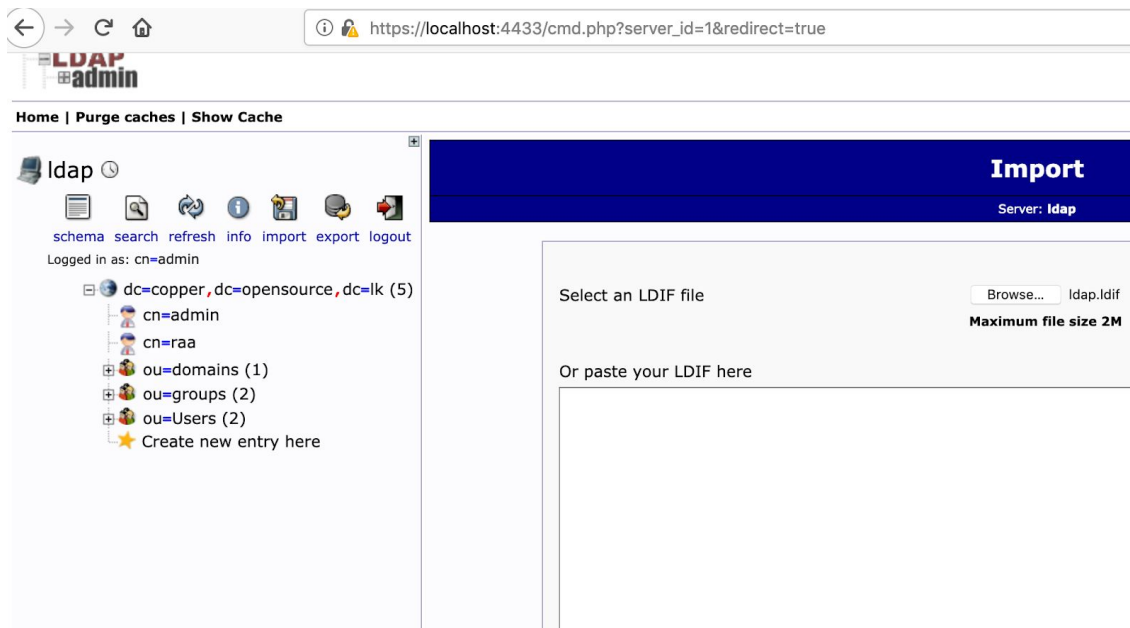 https://localhost:4433/cmd.php?server_id=1&redirect=true
LDAP
admin
Home | Purge caches | Show Cache
ldap
schema search refresh info import export logout
Logged in as: cn=admin
dc=copper,dc=opensource,dc=lk (5)
cn=admin
cn=raa
ou=domains (1)
ou=groups (2)
ou=Users (2)
Create new entry here
Import
Server: ldap
Select an LDIF file
Browse... ldap.ldif
Maximum file size 2M
Or paste your LDIF here